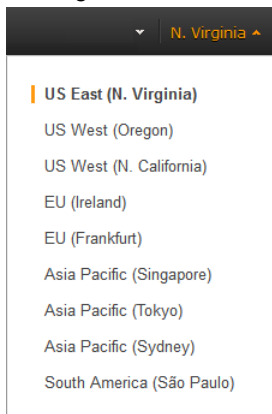 N. Virginia
US East (N. Virginia)
US West (Oregon)
US West (N. California)
EU (Ireland)
EU (Frankfurt)
Asia Pacific (Singapore)
Asia Pacific (Tokyo)
Asia Pacific (Sydney)
South America (São Paulo)